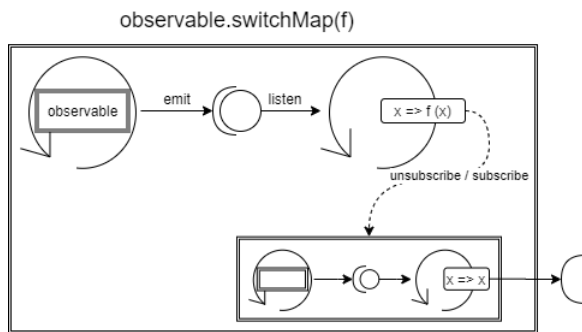 observable.switchMap(f)
observable
emit
listen
x => f (x)
unsubscribe / subscribe
x => x